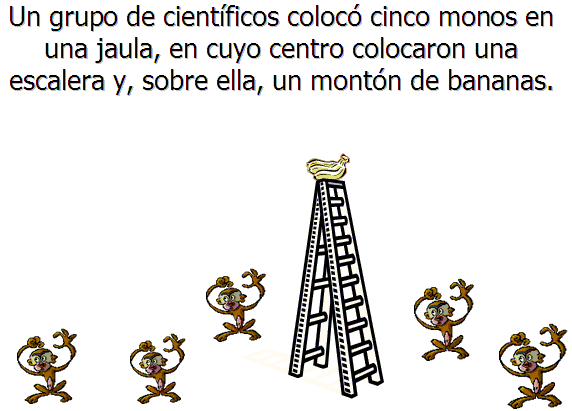 Un grupo de científicos colocó cinco monos en
una jaula, en cuyo centro colocaron una
escalera y, sobre ella, un montón de bananas.